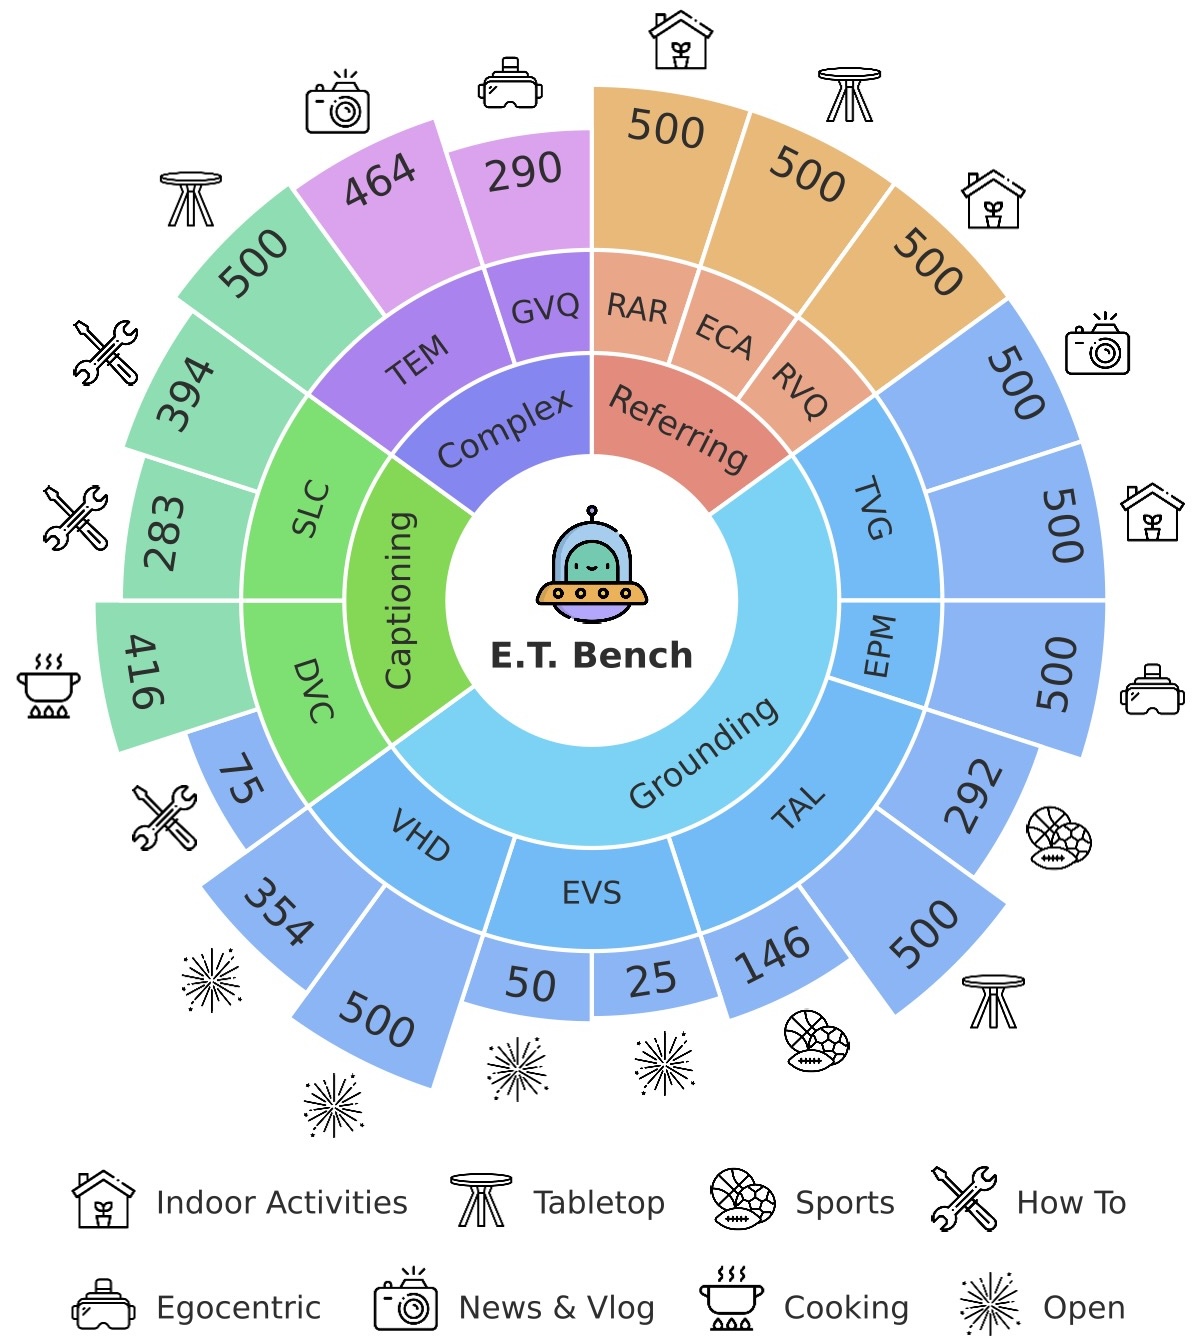 500
500
500
500
500
500
292
500
146
25
50
500
354
75
416
283
394
500
464
290
RAR
ECA
RVQ
TVG
EPM
TAL
EVS
VHD
DVC
SLC
TEM
GVQ
Referring
Grounding
Captioning
Complex
E.T. Bench
Indoor Activities
Tabletop
Sports
How To
Egocentric
News & Vlog
Cooking
Open